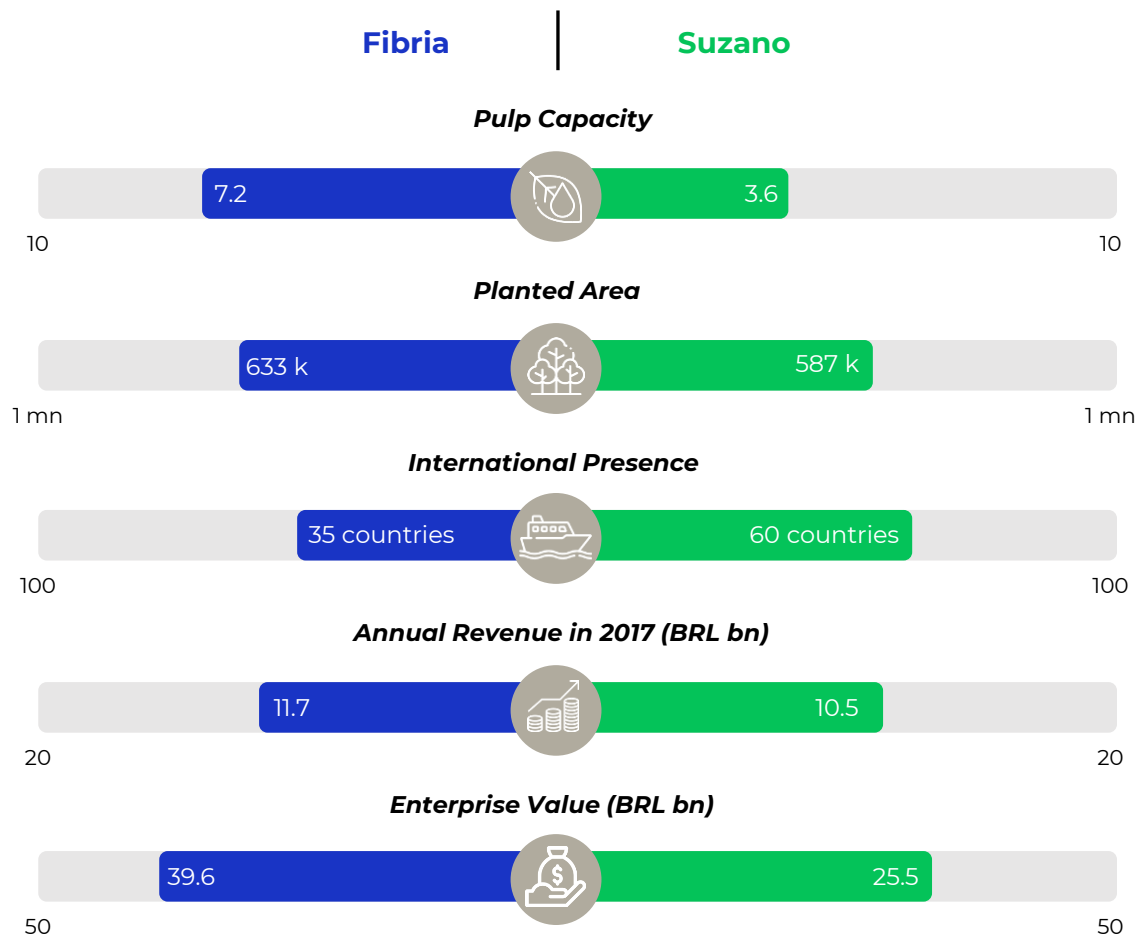 Fibria Suzano
Pulp Capacity
7.2 3.6
10 10
Planted Area
633 k 587 k
1 mn 1 mn
International Presence
35 countries 60 countries
100 100
Annual Revenue in 2017 (BRL bn)
11.7 10.5
20 20
Enterprise Value (BRL bn)
$
39.6 25.5
50 50